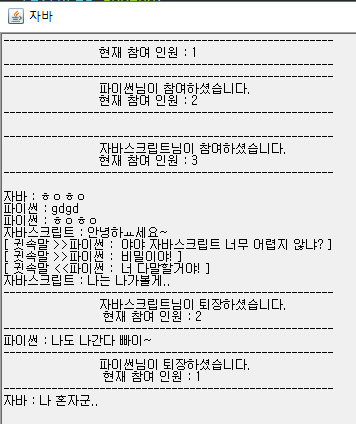 자바
--------------------------------------------------
현재 참여 인원 : 1
--------------------------------------------------
--------------------------------------------------
파이썬님이 참여하셨습니다.
현재 참여 인원 : 2
--------------------------------------------------
--------------------------------------------------
자바스크립트님이 참여하셨습니다.
현재 참여 인원 : 3
--------------------------------------------------
자바 : ㅎㅇㅎㅇ
파이썬 : gdgd
파이썬 : ㅎㅇㅎㅇ
자바스크립트 : 안녕하ㅛ세요~
[ 귓속말 >>파이썬 : 야야 자바스크립트 너무 어렵지 않냐? ]
[ 귓속말 >>파이썬 : 비밀이야! ]
[ 귓속말 <<파이썬 : 너 다말할거야! ]
자바스크립트 : 나는 나가볼게..
--------------------------------------------------
자바스크립트님이 퇴장하셨습니다.
현재 참여 인원 : 2
--------------------------------------------------
파이썬 : 나도 나간다 빠이~
--------------------------------------------------
파이썬님이 퇴장하셨습니다.
현재 참여 인원 : 1
--------------------------------------------------
자바 : 나 혼자군..